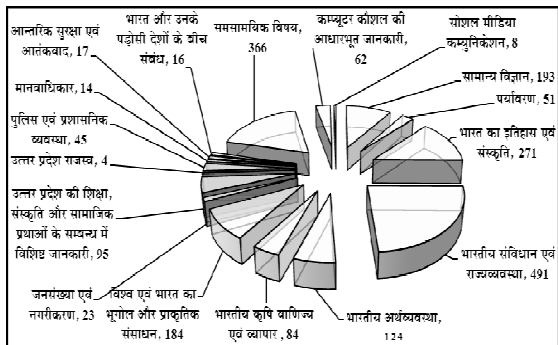 समसामयिक विषय,
366
कम्प्यूटर कौशल की
आधारभूत जानकारी,
62
सोशल मीडिया
कम्युनिकेशन, 8
सामान्य विज्ञान, 193
पर्यावरण, 51
भारत का इतिहास एवं
संस्कृति, 271
भारतीय संविधान एवं
राज्यव्यवस्था, 491
भारतीय अर्थव्यवस्था,
124
भारतीय कृषि वाणिज्य
एवं व्यापार , 84
विश्व एवं भारत का
भूगोल और प्राकृतिक
संसाधन, 184
जनसंख्या एवं
नगरीकरण, 23
उत्तर प्रदेश की शिक्षा,
संस्कृति और सामाजिक
प्रथाओं के सम्बन्ध में
विशिष्ट जानकारी, 95
उत्तर प्रदेश राजस्व, 4
पुलिस एवं प्रशासनिक
व्यवस्था, 45
मानवाधिकार, 14
आन्तरिक सुरक्षा एवं
आतंकवाद, 17
भारत और उनके
पड़ोसी देशों के बीच
संबंध, 16